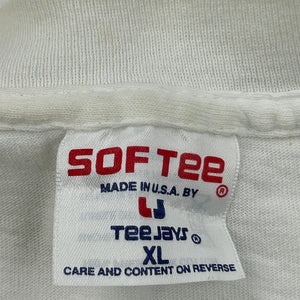 SOFTEE ®
MADE IN U.S.A. BY
TEEJAYS ®
XL
CARE AND CONTENT ON REVERSE